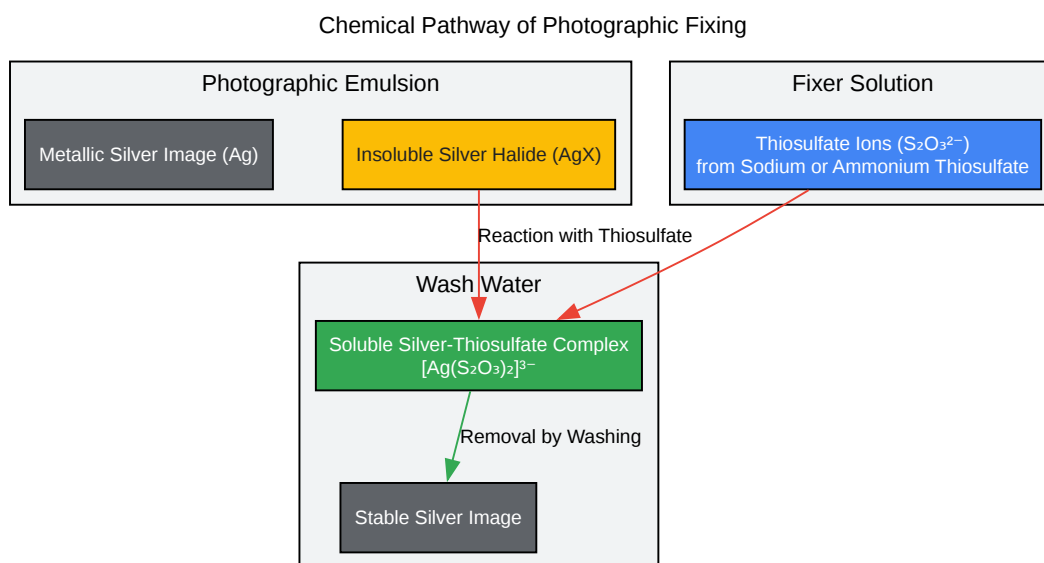 Chemical Pathway of Photographic Fixing
Photographic Emulsion
Fixer Solution
Metallic Silver Image (Ag)
Insoluble Silver Halide (AgX)
Thiosulfate Ions (S₂O₃²⁻)
from Sodium or Ammonium Thiosulfate
Reaction with Thiosulfate
Wash Water
Soluble Silver-Thiosulfate Complex
[Ag(S₂O₃)₂]³⁻
Removal by Washing
Stable Silver Image